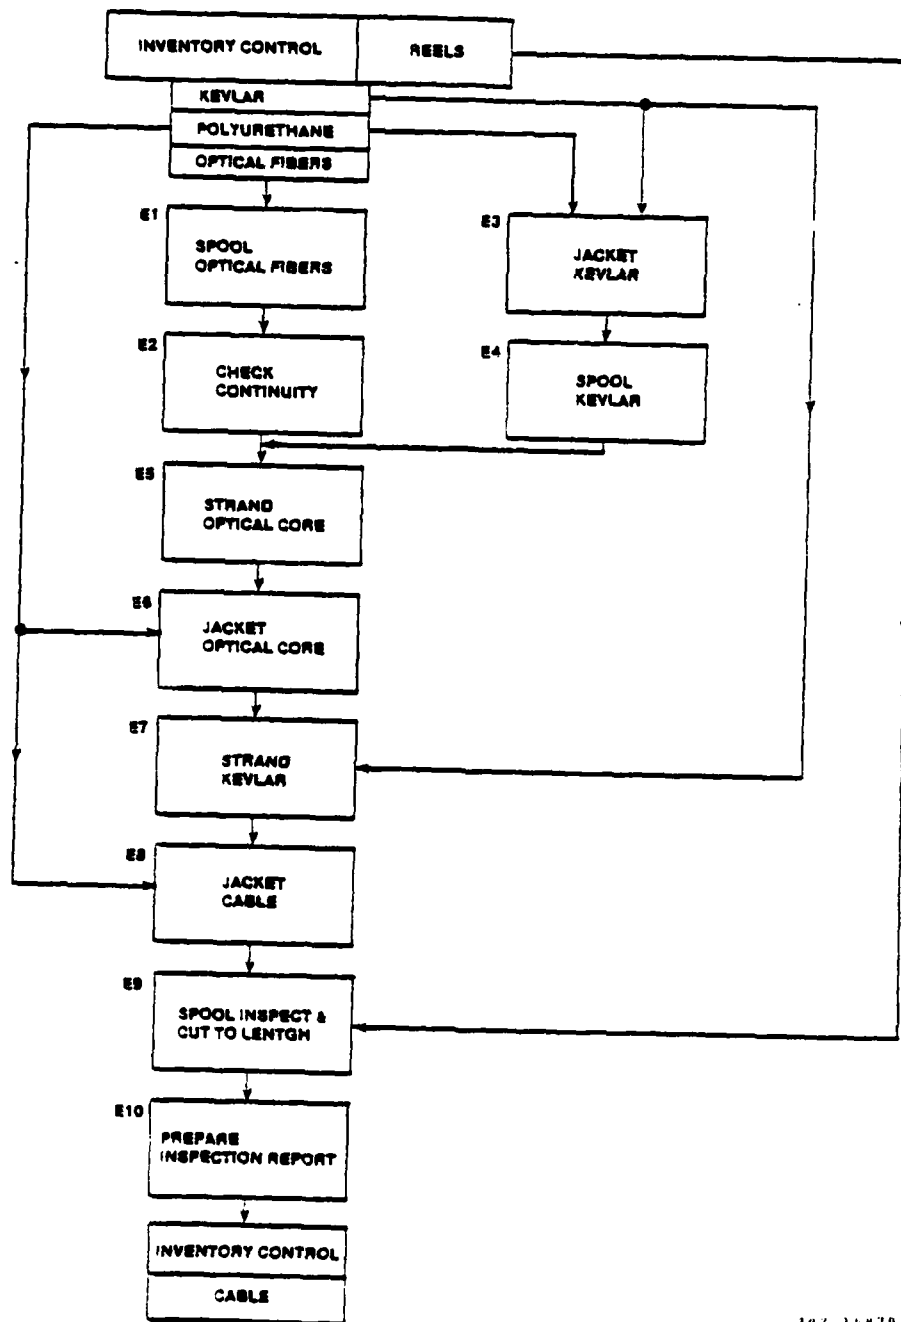 INVENTORY CONTROL
REELS
KEVLAR
POLYURETHANE
OPTICAL FIBERS
E1
SPOOL
OPTICAL FIBERS
E3
JACKET
KEVLAR
E2
CHECK
CONTINUITY
E4
SPOOL
KEVLAR
E5
STRAND
OPTICAL CORE
E6
JACKET
OPTICAL CORE
E7
STRAND
KEVLAR
E8
JACKET
CABLE
E9
SPOOL INSPECT &
CUT TO LENTGH
E10
PREPARE
INSPECTION REPORT
INVENTORY CONTROL
CABLE